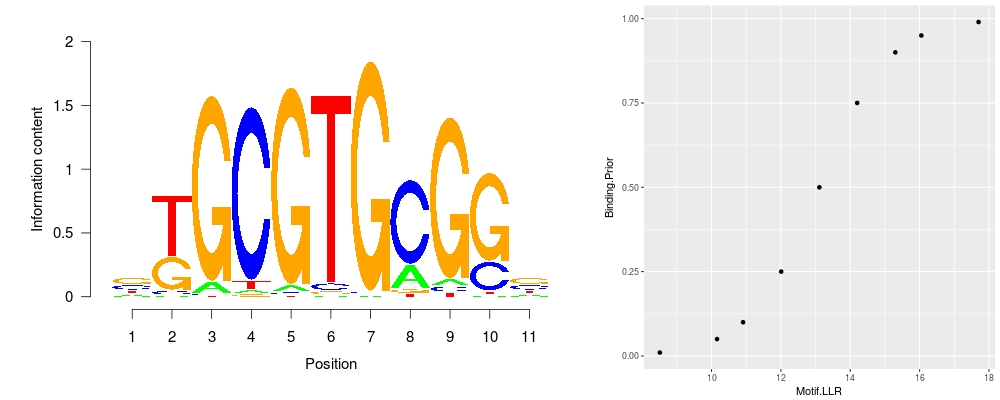 2
1.5
1
0.5
0
Information content
1 2 3 4 5 6 7 8 9 10 11
Position
TGCGTGCGG
G A C
1.00
0.75
0.50
0.25
0.00
Binding.Prior
10 12 14 16 18
Motif.LLR